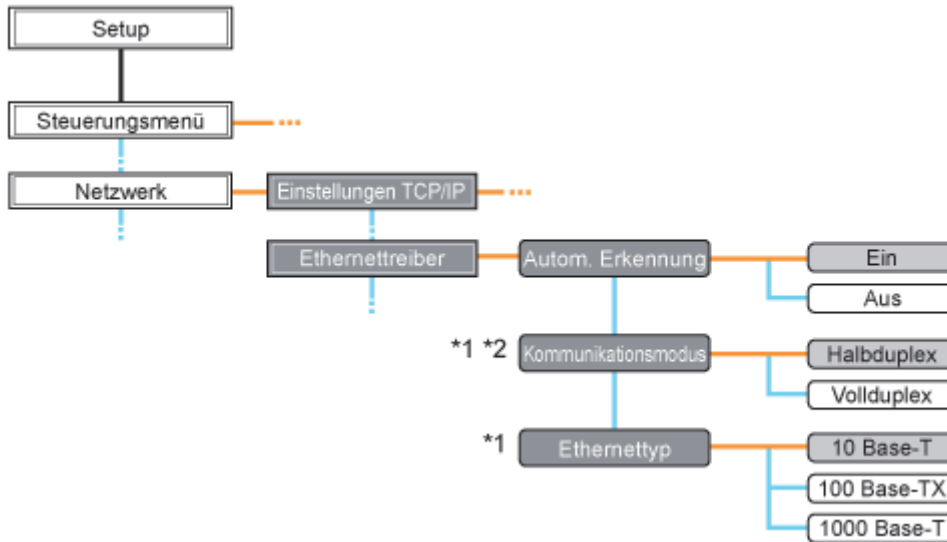 Setup
Steuerungsmenü
Netzwerk
Einstellungen TCP/IP
Ethernettreiber
Autom. Erkennung
Ein
Aus
*1 *2
Kommunikationsmodus
Halbduplex
Vollduplex
*1
Ethernettyp
10 Base-T
100 Base-TX
1000 Base-T